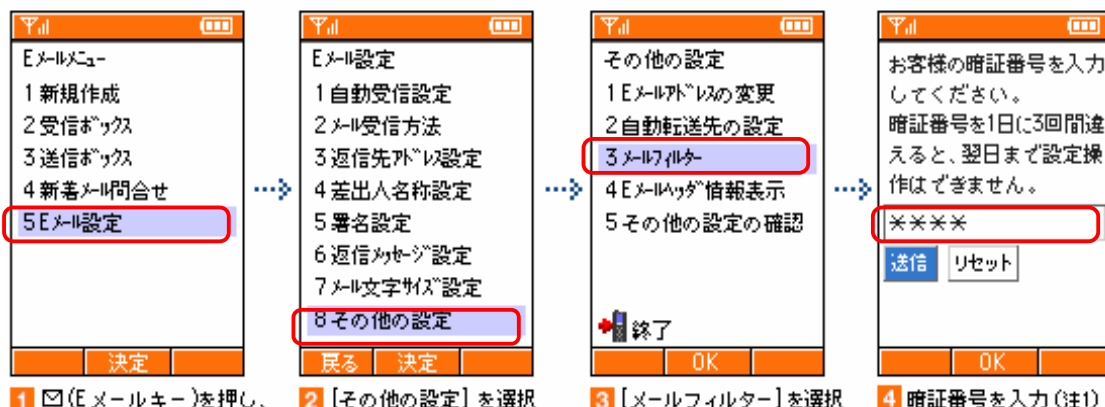 Eメールメニュー
1新規作成
2受信ボックス
3送信ボックス
4新着メール問合せ
5Eメール設定
決定
1 ✉(Eメールキー)を押し、
Eメール設定
1自動受信設定
2メール受信方法
3返信先アドレス設定
4差出人名称設定
5署名設定
6返信メッセージ設定
7メール文字サイズ設定
8その他の設定
戻る 決定
2 [その他の設定]を選択
その他の設定
1Eメールアドレスの変更
2自動転送先の設定
3メールフィルター
4Eメールヘッダ情報表示
5その他の設定の確認
終了
OK
3 [メールフィルター]を選択
お客様の暗証番号を入力
してください。
暗証番号を1日に3回間違
えると、翌日まで設定操
作はできません。
****
送信 リセット
OK
4 暗証番号を入力(注1)